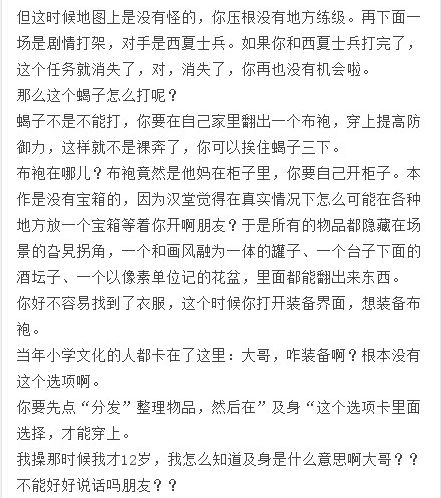 但这时候地图上是没有怪的，你压根没有地方练级。再下面一
场是剧情打架，对手是西夏士兵。如果你和西夏士兵打完了，
这个任务就消失了，对，消失了，你再也没有机会啦。
那么这个蝎子怎么打呢？
蝎子不是不能打，你要在自己家里翻出一个布袍，穿上提高防
御力，这样就不是裸奔了，你可以挨住蝎子三下。
布袍在哪儿？布袍竟然是他妈在柜子里，你要自己开柜子。本
作是没有宝箱的，因为汉堂觉得在真实情况下怎么可能在各种
地方放一个宝箱等着你开啊朋友？于是所有的物品都隐藏在场
景的旮旯拐角，一个和画风融为一体的罐子、一个台子下面的
酒坛子、一个以像素单位记的花盆，里面都能翻出来东西。
你好不容易找到了衣服，这个时候你打开装备界面，想装备布
袍。
当年小学文化的人都卡在了这里：大哥，咋装备啊？根本没有
这个选项啊。
你要先点“分发”整理物品，然后在”及身“这个选项卡里面
选择，才能穿上。
我操那时候我才12岁，我怎么知道及身是什么意思啊大哥？？
不能好好说话吗朋友？？